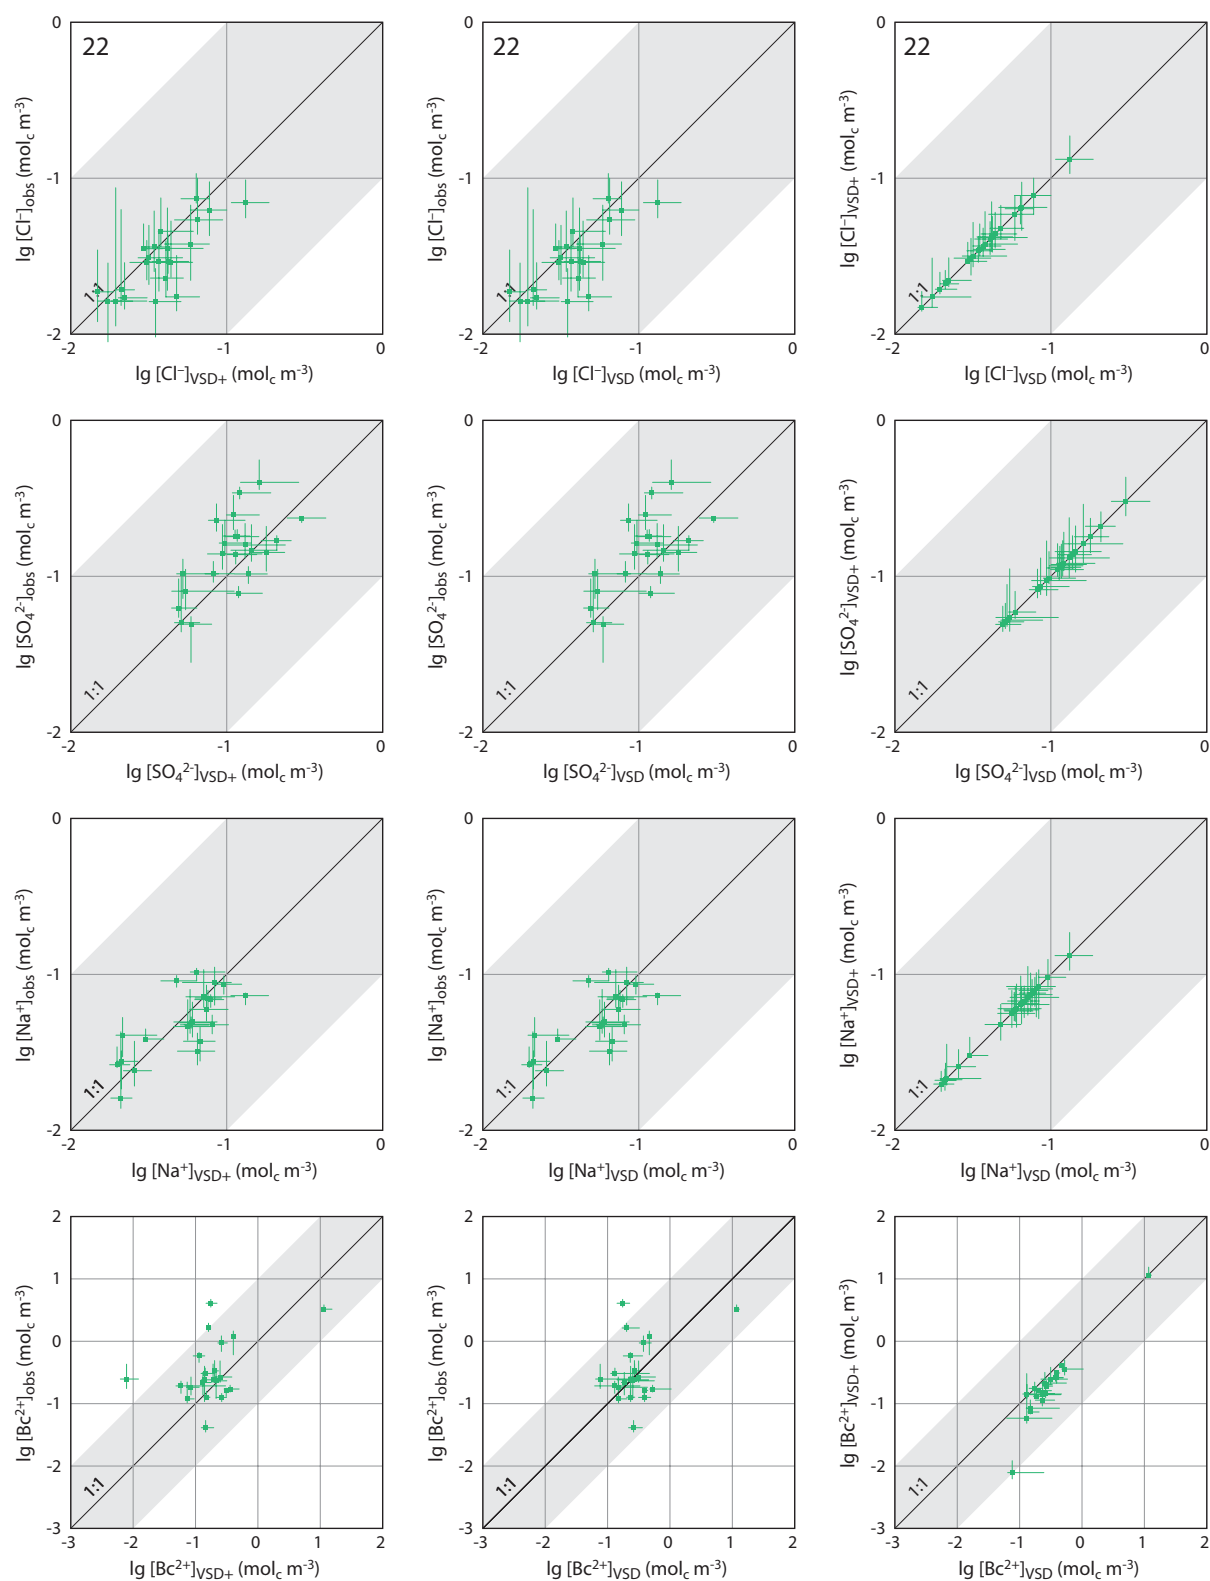 22
22
22
0
-1
-2
0
-1
-2
0
-1
-2
lg [Cl⁻]obs (molc m-3)
lg [Cl⁻]obs (molc m-3)
lg [Cl⁻]VSD+ (molc m-3)
1:1
1:1
1:1
-2 -1 0
-2 -1 0
-2 -1 0
lg [Cl⁻]VSD+ (molc m-3)
lg [Cl⁻]VSD (molc m-3)
lg [Cl⁻]VSD (molc m-3)
0
-1
-2
0
-1
-2
0
-1
-2
lg [SO4²-]obs (molc m-3)
lg [SO4²-]obs (molc m-3)
lg [SO4²-]VSD+ (molc m-3)
1:1
1:1
1:1
-2 -1 0
-2 -1 0
-2 -1 0
lg [SO4²-]VSD+ (molc m-3)
lg [SO4²-]VSD (molc m-3)
lg [SO4²-]VSD (molc m-3)
0
-1
-2
0
-1
-2
0
-1
-2
lg [Na⁺]obs (molc m-3)
lg [Na⁺]obs (molc m-3)
lg [Na⁺]VSD+ (molc m-3)
1:1
1:1
1:1
-2 -1 0
-2 -1 0
-2 -1 0
lg [Na⁺]VSD+ (molc m-3)
lg [Na⁺]VSD (molc m-3)
lg [Na⁺]VSD (molc m-3)
2
1
0
-1
-2
-3
2
1
0
-1
-2
-3
2
1
0
-1
-2
-3
lg [Bc²⁺]obs (molc m-3)
lg [Bc²⁺]obs (molc m-3)
lg [Bc²⁺]VSD+ (molc m-3)
1:1
1:1
1:1
-3 -2 -1 0 1 2
-3 -2 -1 0 1 2
-3 -2 -1 0 1 2
lg [Bc²⁺]VSD+ (molc m-3)
lg [Bc²⁺]VSD (molc m-3)
lg [Bc²⁺]VSD (molc m-3)